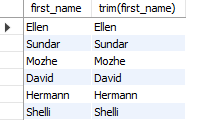 first_name trim(first_name)
Ellen Ellen
Sundar Sundar
Mozhe Mozhe
David David
Hermann Hermann
Shelli Shelli